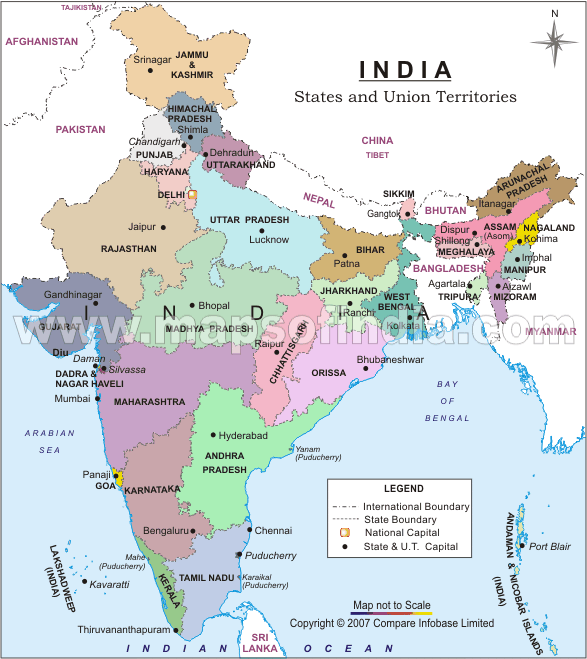 TAJIKISTAN
N
AFGHANISTAN
JAMMU
&
KASHMIR
Srinagar
INDIA
States and Union Territories
HIMACHAL
PRADESH
Shimla
PAKISTAN
Chandigarh
PUNJAB
Dehradun
UTTARAKHAND
CHINA
TIBET
HARYANA
DELHI
NEPAL
SIKKIM
Gangtok
BHUTAN
ARUNACHAL
PRADESH
Itanagar
Jaipur
RAJASTHAN
UTTAR PRADESH
Lucknow
BIHAR
Patna
Dispur
Shillong
ASSAM
(Asom)
NAGALAND
Kohima
MEGHALAYA
Imphal
MANIPUR
BANGLADESH
Agartala
TRIPURA
Aizawl
MIZORAM
Gandhinagar
GUJARAT
Bhopal
MADHYA PRADESH
JHARKHAND
Ranchi
WEST
BENGAL
Kolkata
I N D I A
www.mapsofindia.com
MYANMAR
Diu
Daman
Silvassa
DADRA &
NAGAR HAVELI
Raipur
CHHATTISGARH
Bhubaneshwar
ORISSA
Mumbai
MAHARASHTRA
BAY
OF
BENGAL
ARABIAN
SEA
Hyderabad
ANDHRA
PRADESH
Yanam
(Puducherry)
Panaji
GOA
KARNATAKA
LEGEND
International Boundary
State Boundary
National Capital
State & U.T. Capital
Bengaluru
Chennai
Mahe
(Puducherry)
Puducherry
LAKSHADWEEP
(INDIA)
Kavaratti
KERALA
TAMIL NADU
Karaikal
(Puducherry)
ANDAMAN & NICOBAR ISLANDS
(INDIA)
Port Blair
Map not to Scale
Copyright © 2007 Compare Infobase Limited
Thiruvananthapuram
SRI
LANKA
INDIAN OCEAN